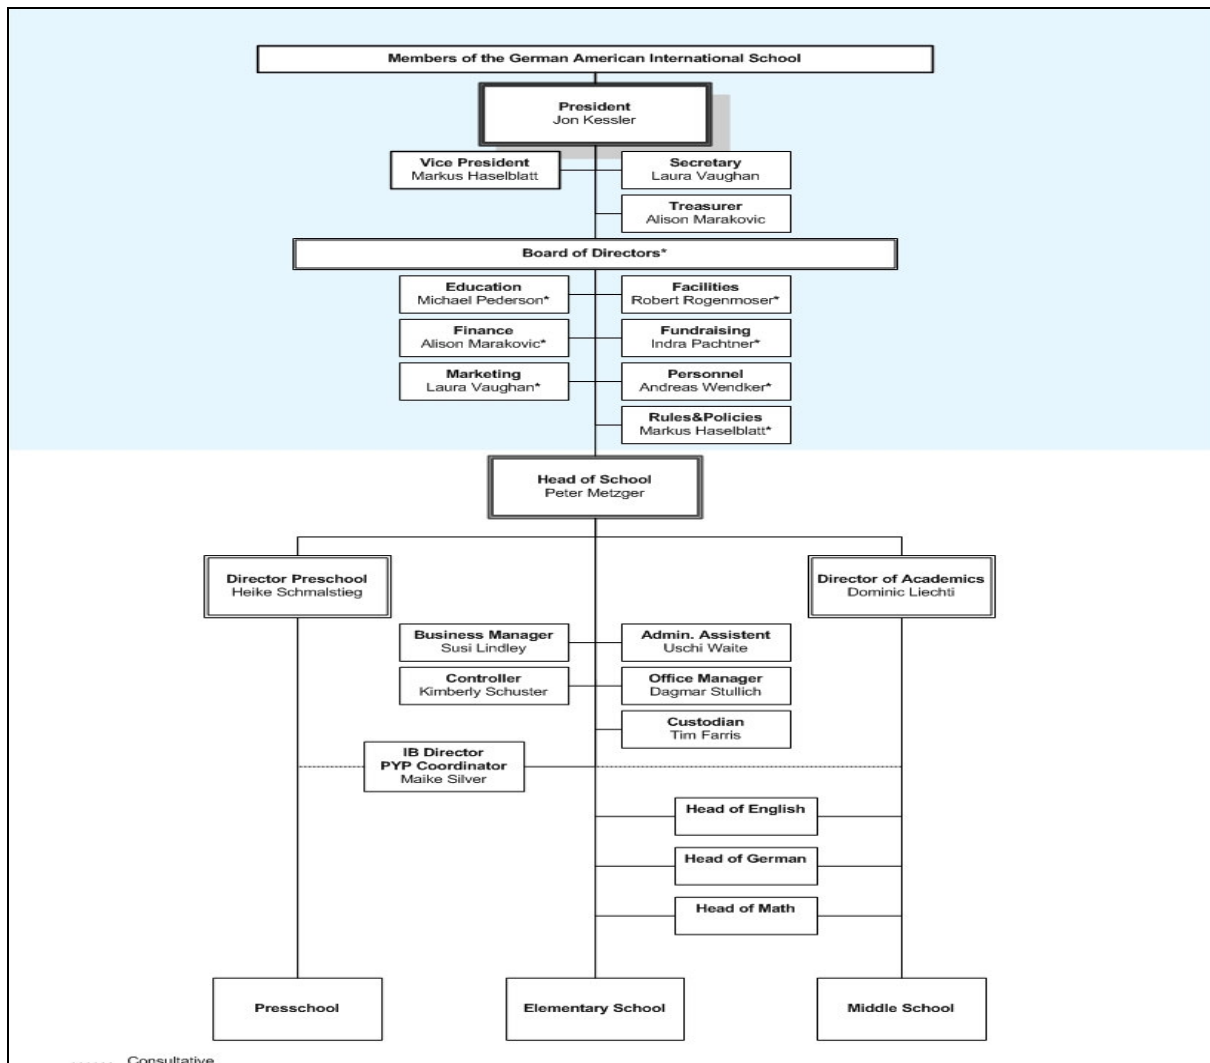 Members of the German American International School
President
Jon Kessler
Vice President
Markus Haselblatt
Secretary
Laura Vaughan
Treasurer
Alison Marakovic
Board of Directors*
Education
Michael Pederson*
Facilities
Robert Rogenmoser*
Finance
Alison Marakovic*
Fundraising
Indra Pachtner*
Marketing
Laura Vaughan*
Personnel
Andreas Wendker*
Rules&Policies
Markus Haselblatt*
Head of School
Peter Metzger
Director Preschool
Heike Schmalstieg
Director of Academics
Dominic Liechti
Business Manager
Susi Lindley
Admin. Assistent
Uschi Waite
Controller
Kimberly Schuster
Office Manager
Dagmar Stullich
Custodian
Tim Farris
IB Director
PYP Coordinator
Maike Silver
Head of English
Head of German
Head of Math
Presschool
Elementary School
Middle School
Consultative